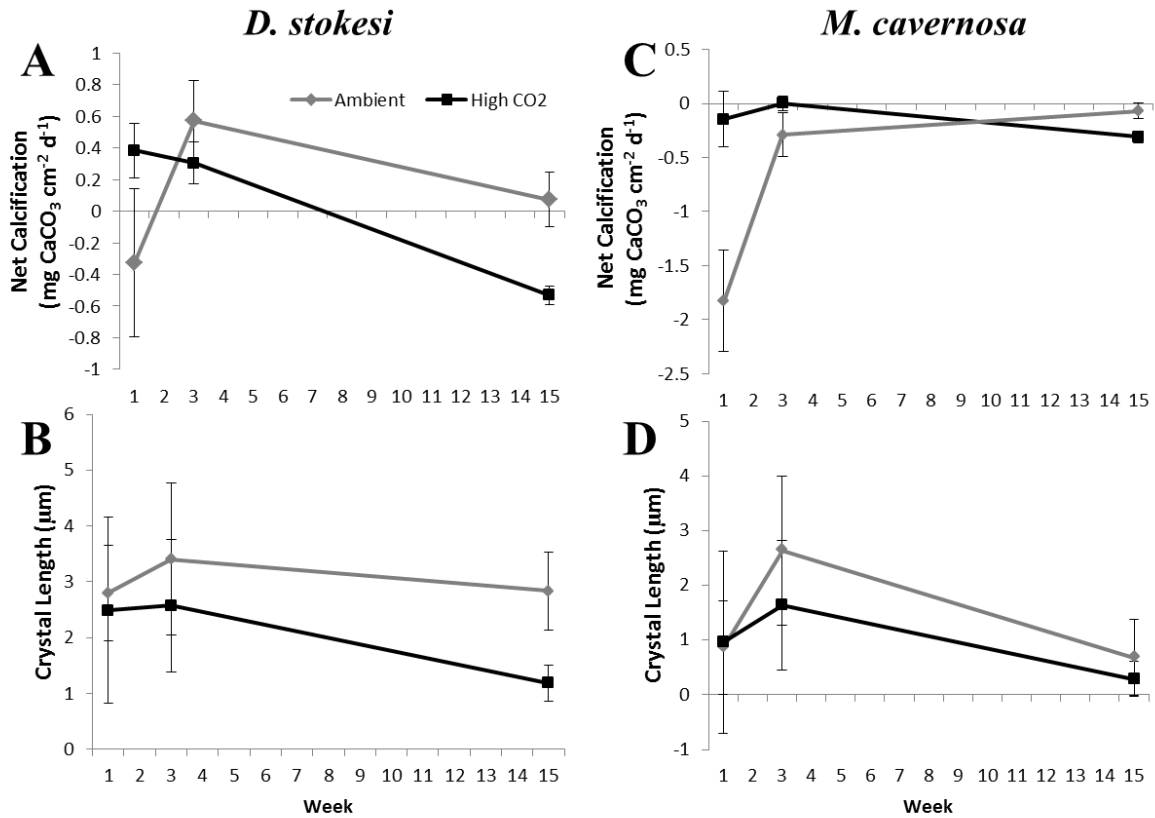 D. stokesi
M. cavernosa
A
Net Calcification
(mg CaCO₃ cm⁻² d⁻¹)
1
0.8
0.6
0.4
0.2
0
-0.2
-0.4
-0.6
-0.8
-1
Ambient
High CO2
1 2 3 4 5 6 7 8 9 10 11 12 13 14 15
C
Net Calcification
(mg CaCO₃ cm⁻² d⁻¹)
0.5
0
-0.5
-1
-1.5
-2
-2.5
1 2 3 4 5 6 7 8 9 10 11 12 13 14 15
B
Crystal Length (μm)
6
5
4
3
2
1
0
1 2 3 4 5 6 7 8 9 10 11 12 13 14 15
Week
D
Crystal Length (μm)
5
4
3
2
1
0
-1
1 2 3 4 5 6 7 8 9 10 11 12 13 14 15
Week